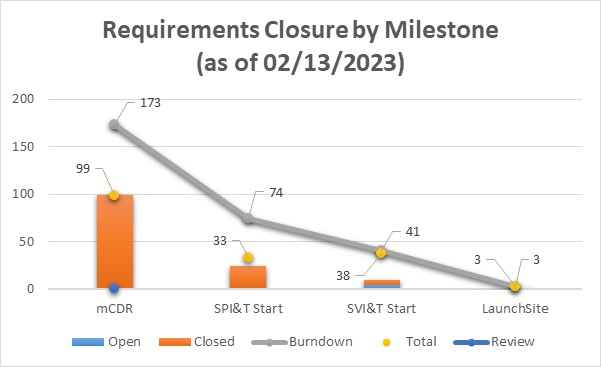 Requirements Closure by Milestone
(as of 02/13/2023)
200
173
150
99
100
74
33
41
50
38
3
3
0
mCDR
SPI&T Start
SVI&T Start
LaunchSite
Open
Closed
Burndown
Total
Review